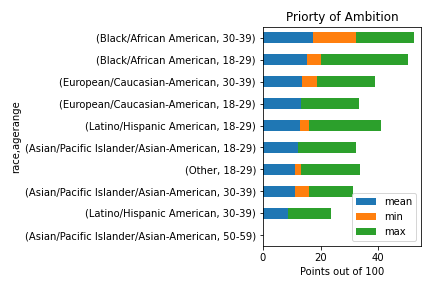 Priorty of Ambition
(Black/African American, 30-39)
(Black/African American, 18-29)
(European/Caucasian-American, 30-39)
(European/Caucasian-American, 18-29)
(Latino/Hispanic American, 18-29)
(Asian/Pacific Islander/Asian-American, 18-29)
(Other, 18-29)
(Asian/Pacific Islander/Asian-American, 30-39)
(Latino/Hispanic American, 30-39)
(Asian/Pacific Islander/Asian-American, 50-59)
race,agerange
mean
min
max
0 20 40
Points out of 100